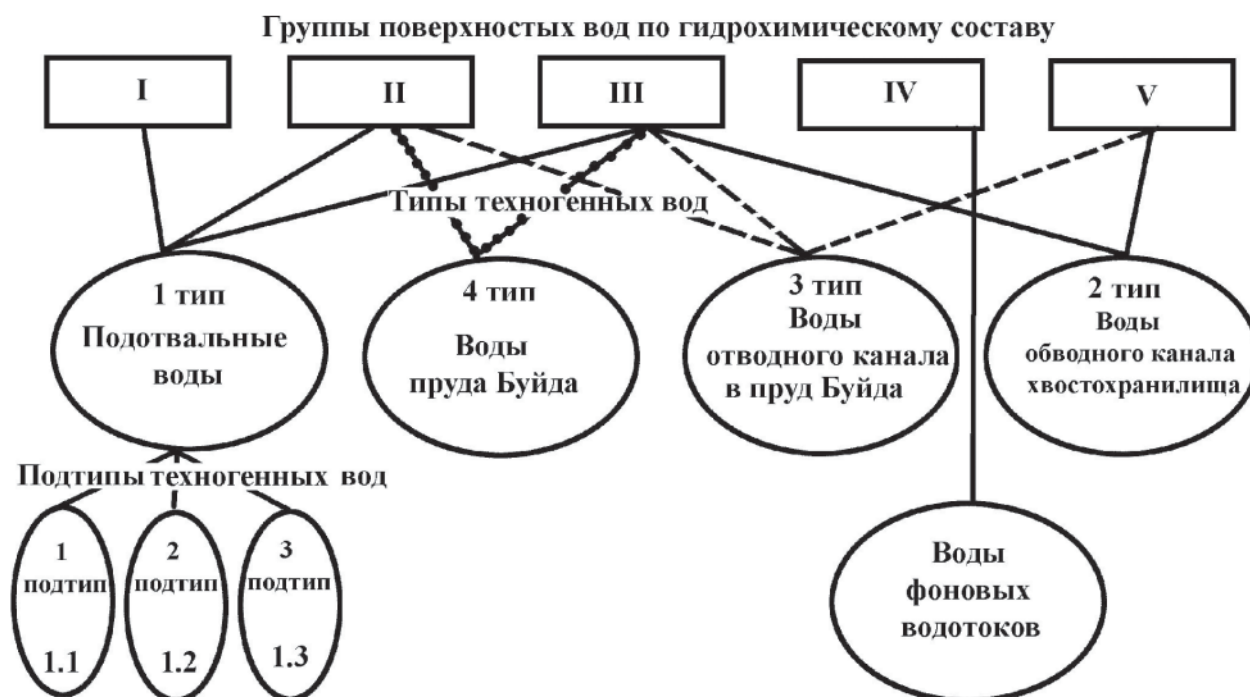 Группы поверхностых вод по гидрохимическому составу
I
II
III
IV
V
Типы техногенных вод
1 тип
Подотвальные
воды
4 тип
Воды
пруда Буйда
3 тип
Воды
отводного канала
в пруд Буйда
2 тип
Воды
обводного канала
хвостохранилища
Подтипы техногенных вод
1
подтип
1.1
2
подтип
1.2
3
подтип
1.3
Воды
фоновых
водотоков